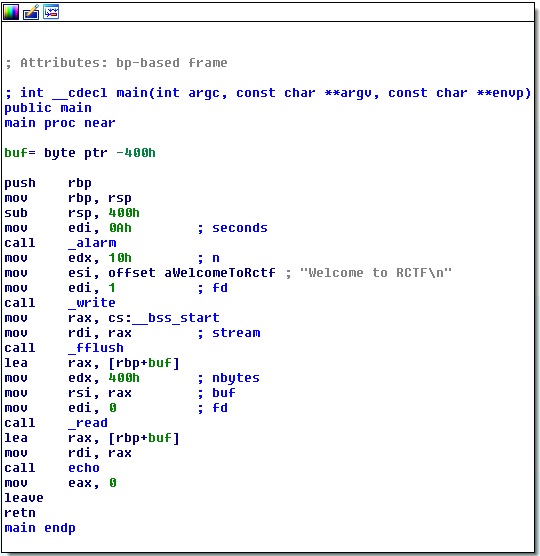 ; Attributes: bp-based frame
; int __cdecl main(int argc, const char **argv, const char **envp)
public main
main proc near
buf= byte ptr -400h
push rbp
mov rbp, rsp
sub rsp, 400h
mov edi, 0Ah ; seconds
call _alarm
mov edx, 10h ; n
mov esi, offset aWelcomeToRctf ; "Welcome to RCTF\n"
mov edi, 1 ; fd
call _write
mov rax, cs:__bss_start
mov rdi, rax ; stream
call _fflush
lea rax, [rbp+buf]
mov edx, 400h ; nbytes
mov rsi, rax ; buf
mov edi, 0 ; fd
call _read
lea rax, [rbp+buf]
mov rdi, rax
call echo
mov eax, 0
leave
retn
main endp